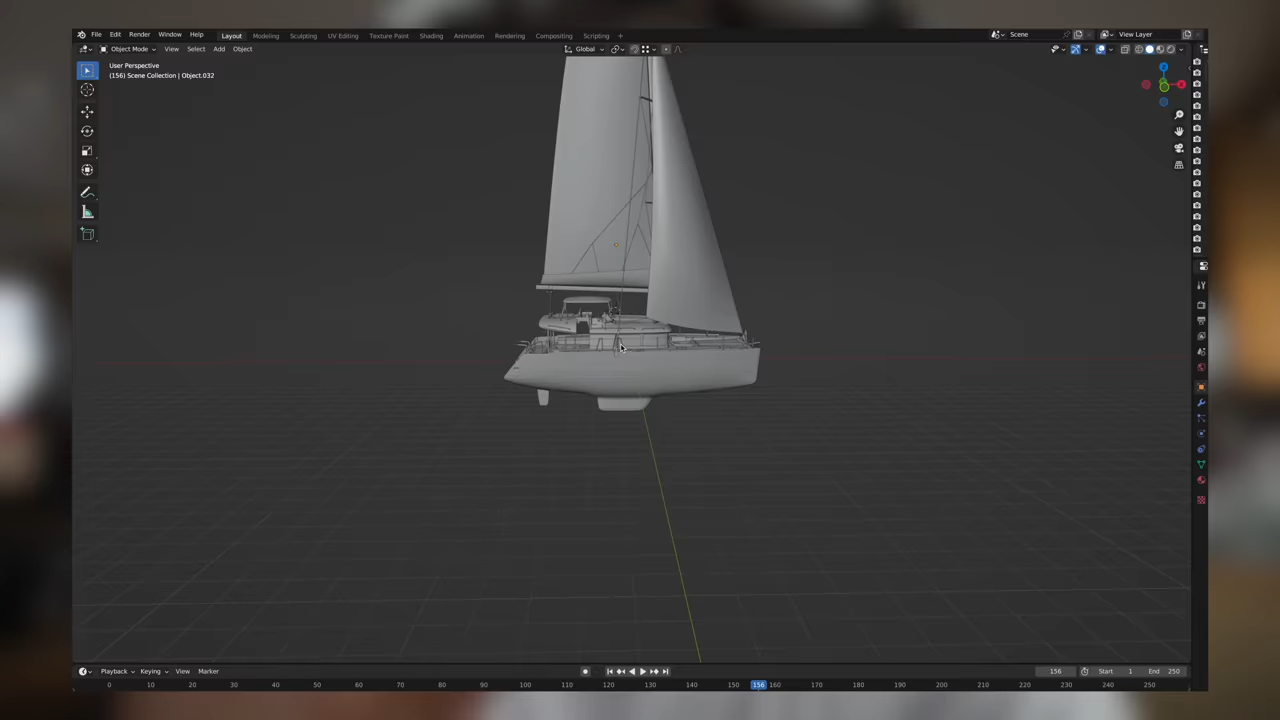 File Edit Render Window Help Layout Modeling Sculpting UV Editing Texture Paint Shading Animation Rendering Compositing Scripting + Scene View Layer
Object Mode View Select Add Object Global
User Perspective
(156) Scene Collection | Object.032
X
Playback Keying View Marker 156 Start 1 End 250
0 10 20 30 40 50 60 70 80 90 100 110 120 130 140 150 156 160 170 180 190 200 210 220 230 240 250